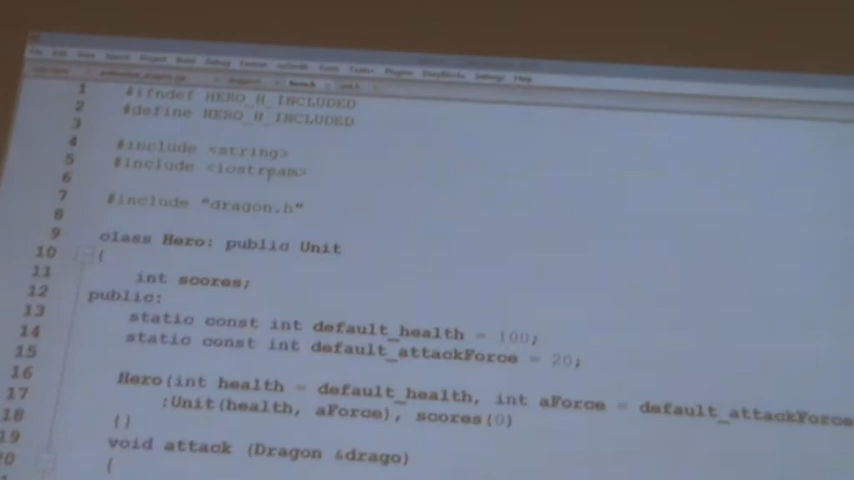 1 #ifndef HERO_H_INCLUDED
2 #define HERO_H_INCLUDED
3
4 #include <string>
5 #include <iostream>
6
7 #include "dragon.h"
8
9 class Hero: public Unit
10 {
11 int scores;
12 public:
13 static const int default_health = 100;
14 static const int default_attackForce = 20;
15
16 Hero(int health = default_health, int aForce = default_attackForce
17 :Unit(health, aForce), scores(0)
18 {}
19 void attack (Dragon &drago)
20 {